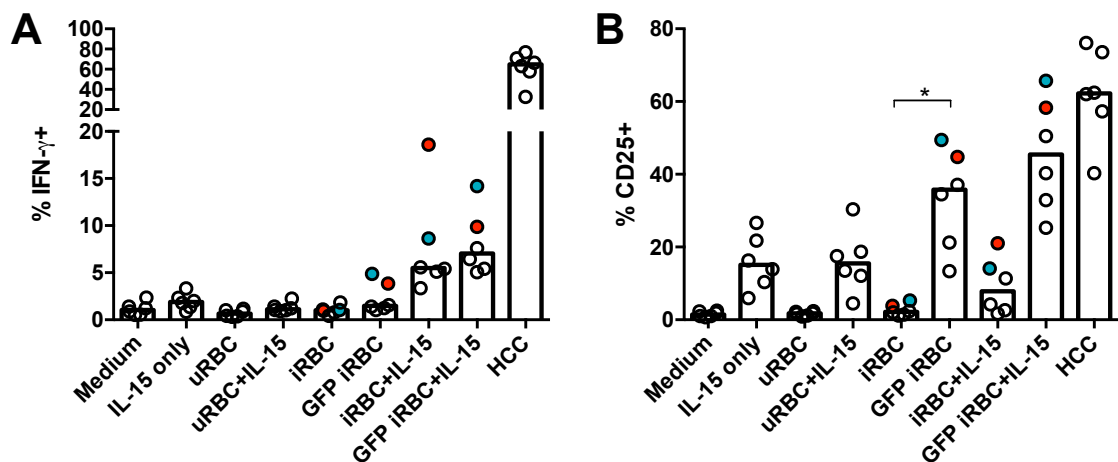 A
% IFN-γ+
100
80
60
40
20
20
15
10
5
0
Medium
IL-15 only
uRBC
uRBC+IL-15
iRBC
GFP iRBC
iRBC+IL-15
GFP iRBC+IL-15
HCC
B
% CD25+
80
60
40
20
0
*
Medium
IL-15 only
uRBC
uRBC+IL-15
iRBC
GFP iRBC
iRBC+IL-15
GFP iRBC+IL-15
HCC